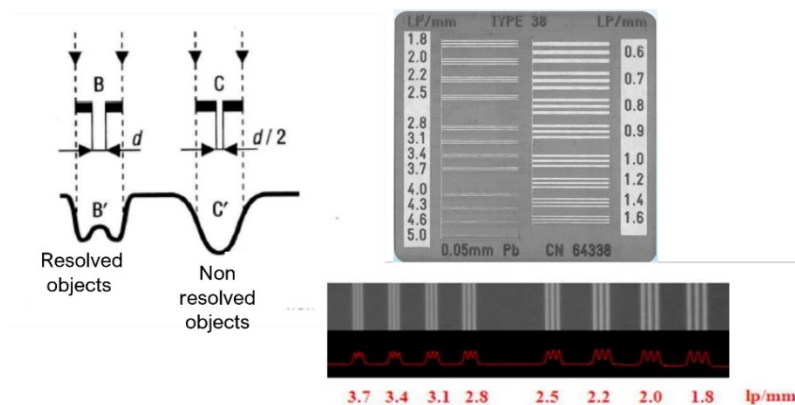 B
C
d
d/2
B'
C'
Resolved
objects
Non
resolved
objects
LP/mm TYPE 38 LP/mm
1.8
2.0
2.2
2.5
2.8
3.1
3.4
3.7
4.0
4.3
4.6
5.0
0.6
0.7
0.8
0.9
1.0
1.2
1.4
1.6
0.05mm Pb CN 64338
3.7 3.4 3.1 2.8 2.5 2.2 2.0 1.8 lp/mm